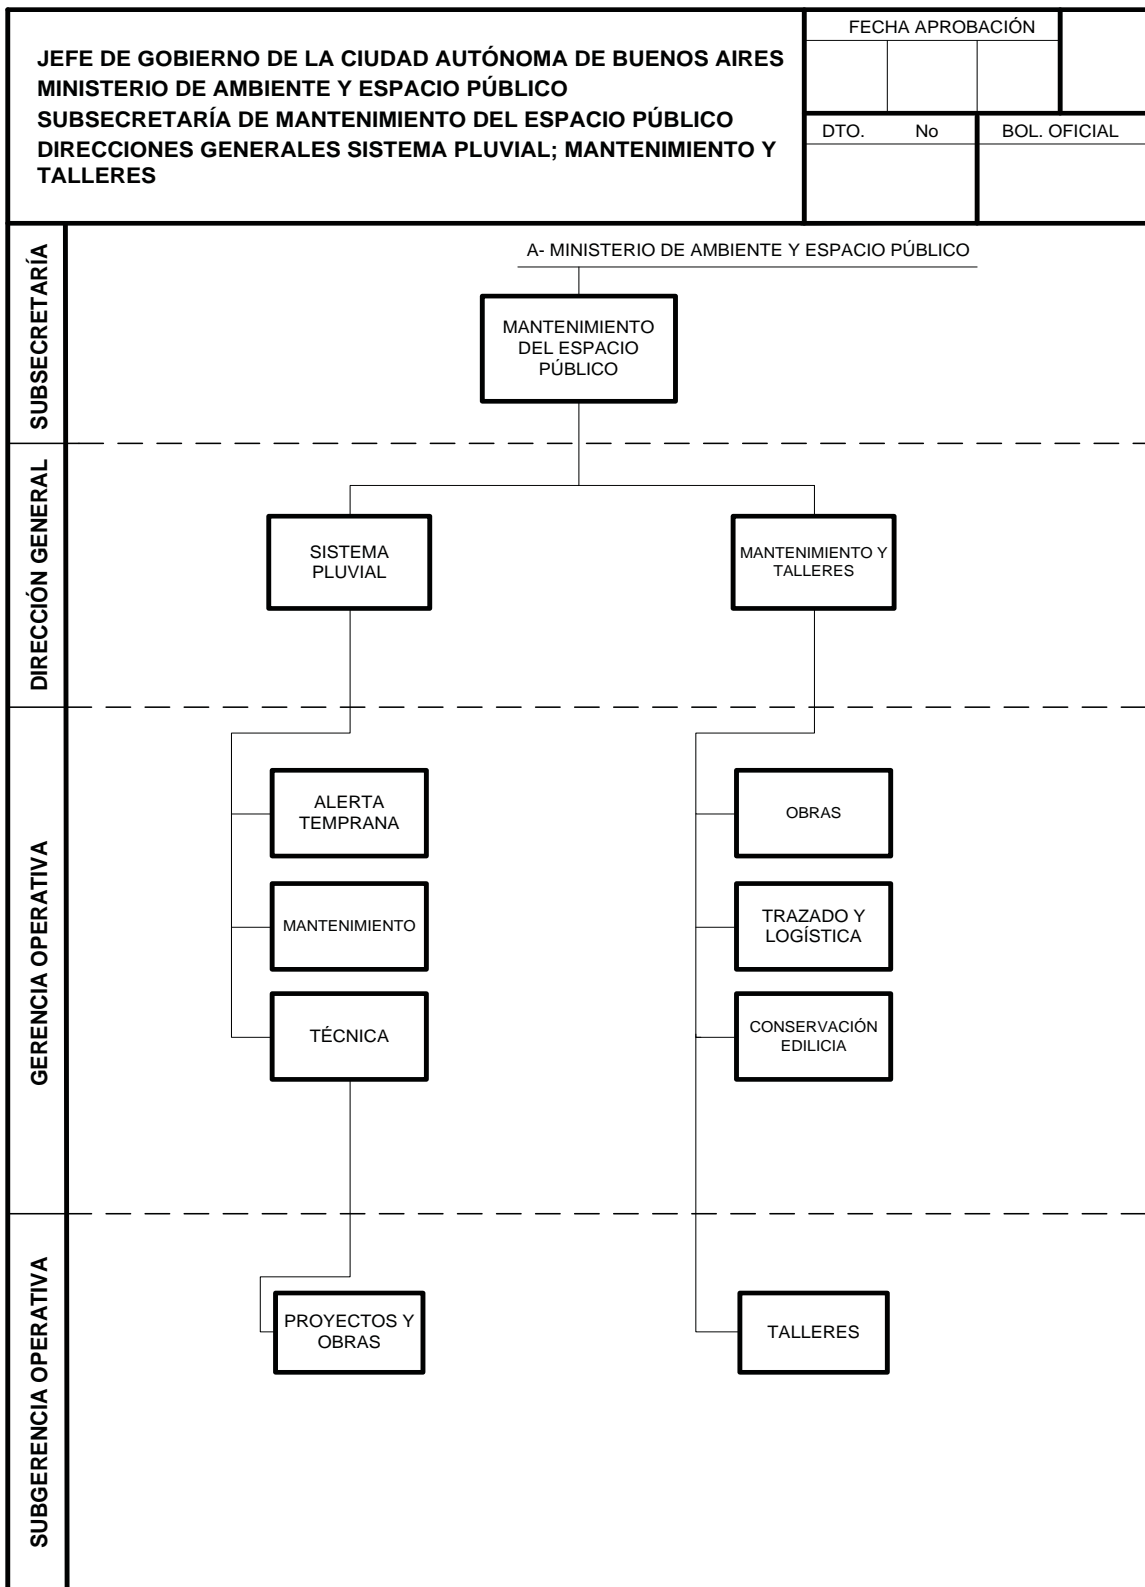 JEFE DE GOBIERNO DE LA CIUDAD AUTÓNOMA DE BUENOS AIRES
MINISTERIO DE AMBIENTE Y ESPACIO PÚBLICO
SUBSECRETARÍA DE MANTENIMIENTO DEL ESPACIO PÚBLICO
DIRECCIONES GENERALES SISTEMA PLUVIAL; MANTENIMIENTO Y
TALLERES
FECHA APROBACIÓN
DTO. No
BOL. OFICIAL
SUBSECRETARÍA
A- MINISTERIO DE AMBIENTE Y ESPACIO PÚBLICO
MANTENIMIENTO
DEL ESPACIO
PÚBLICO
DIRECCIÓN GENERAL
SISTEMA
PLUVIAL
MANTENIMIENTO Y
TALLERES
GERENCIA OPERATIVA
ALERTA
TEMPRANA
OBRAS
MANTENIMIENTO
TRAZADO Y
LOGÍSTICA
TÉCNICA
CONSERVACIÓN
EDILICIA
SUBGERENCIA OPERATIVA
PROYECTOS Y
OBRAS
TALLERES